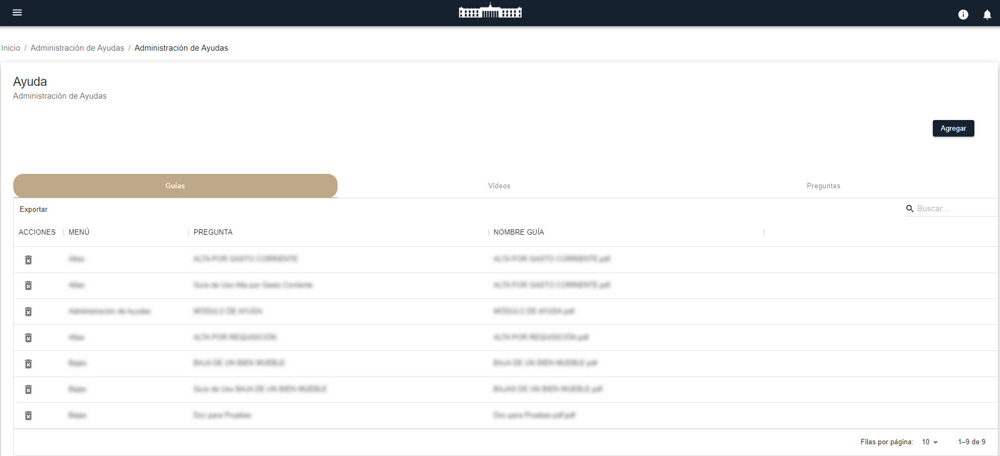 Inicio / Administración de Ayudas / Administración de Ayudas
Ayuda
Administración de Ayudas
Agregar
Guías Videos Preguntas
Exportar Buscar...
ACCIONES MENÚ PREGUNTA NOMBRE GUÍA
Altas ALTA POR GASTO CORRIENTE ALTA POR GASTO CORRIENTE.pdf
Altas Guía de Uso Alta por Gasto Corriente ALTA POR GASTO CORRIENTE.pdf
Administración de Ayudas MÓDULO DE AYUDA MÓDULO DE AYUDA.pdf
Altas ALTA POR REQUISICIÓN ALTA POR REQUISICIÓN.pdf
Bajas BAJA DE UN BIEN MUEBLE BAJA DE UN BIEN MUEBLE.pdf
Bajas Guía de Uso BAJA DE UN BIEN MUEBLE BAJAS DE UN BIEN MUEBLE.pdf
Bajas Doc para Pruebas Doc para Pruebas pdf.pdf
Filas por página: 10 1–9 de 9